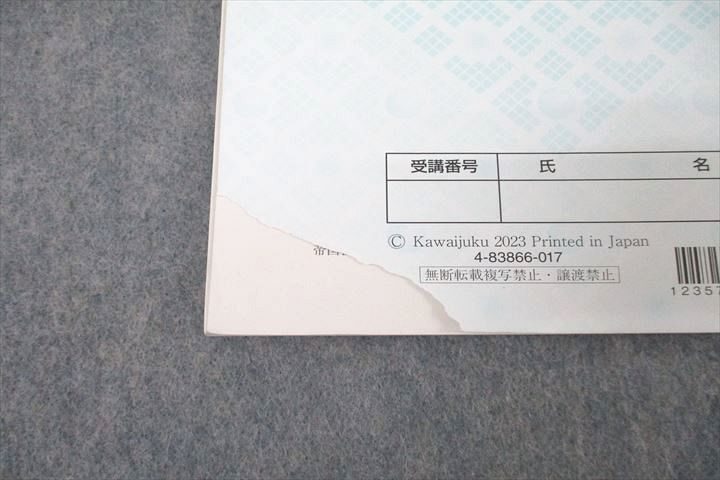 受講番号 氏 名
© Kawaijuku 2023 Printed in Japan
4-83866-017
無断転載複写禁止・譲渡禁止
12357